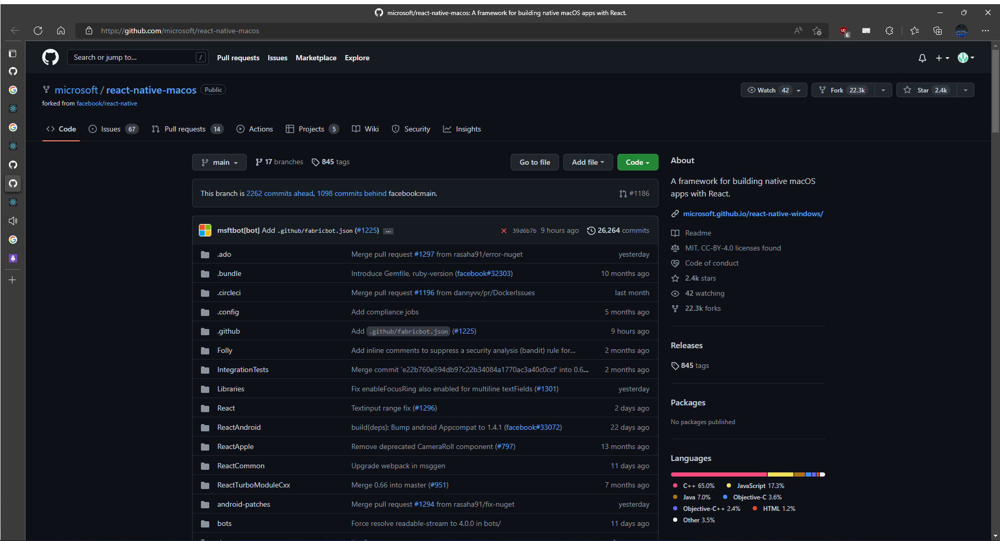 microsoft/react-native-macos: A framework for building native macOS apps with React.
https://github.com/microsoft/react-native-macos
6
Search or jump to...
/
Pull requests
Issues
Marketplace
Explore
microsoft / react-native-macos
Public
Watch 42
Fork 22.3k
Star 2.4k
forked from facebook/react-native
Code
Issues 67
Pull requests 14
Actions
Projects 5
Wiki
Security
Insights
main
17 branches
845 tags
Go to file
Add file
Code
This branch is 2262 commits ahead, 1098 commits behind facebook:main.
#1186
msftbot[bot] Add .github/fabricbot.json (#1225) ...
39d6b7b 9 hours ago
26,264 commits
.ado Merge pull request #1297 from rasaha91/error-nuget yesterday
.bundle Introduce Gemfile, ruby-version (facebook#32303) 10 months ago
.circleci Merge pull request #1196 from dannyvv/pr/DockerIssues last month
.config Add compliance jobs 5 months ago
.github Add .github/fabricbot.json (#1225) 9 hours ago
Folly Add inline comments to suppress a security analysis (bandit) rule for... 2 months ago
IntegrationTests Merge commit 'e22b760e594db97c22b34084a1770ac3a40c0ccf' into 0.6... 2 months ago
Libraries Fix enableFocusRing also enabled for multiline textFields (#1301) yesterday
React Textinput range fix (#1296) 2 days ago
ReactAndroid build(deps): Bump android Appcompat to 1.4.1 (facebook#33072) 22 days ago
ReactApple Remove deprecated CameraRoll component (#797) 13 months ago
ReactCommon Upgrade webpack in msggen 11 days ago
ReactTurboModuleCxx Merge 0.66 into master (#951) 7 months ago
android-patches Merge pull request #1294 from rasaha91/fix-nuget yesterday
bots Force resolve readable-stream to 4.0.0 in bots/ 11 days ago
About
A framework for building native macOS
apps with React.
microsoft.github.io/react-native-windows/
Readme
MIT, CC-BY-4.0 licenses found
Code of conduct
2.4k stars
42 watching
22.3k forks
Releases
845 tags
Packages
No packages published
Languages
C++ 65.0% JavaScript 17.3%
Java 7.0% Objective-C 3.6%
Objective-C++ 2.4% HTML 1.2%
Other 3.5%